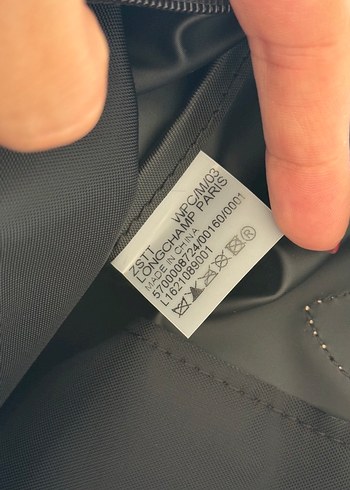 ZSTT WPC/M/03
LONGCHAMP PARIS
MADE IN CHINA
5700008724/00160/0001
L1621089001
®